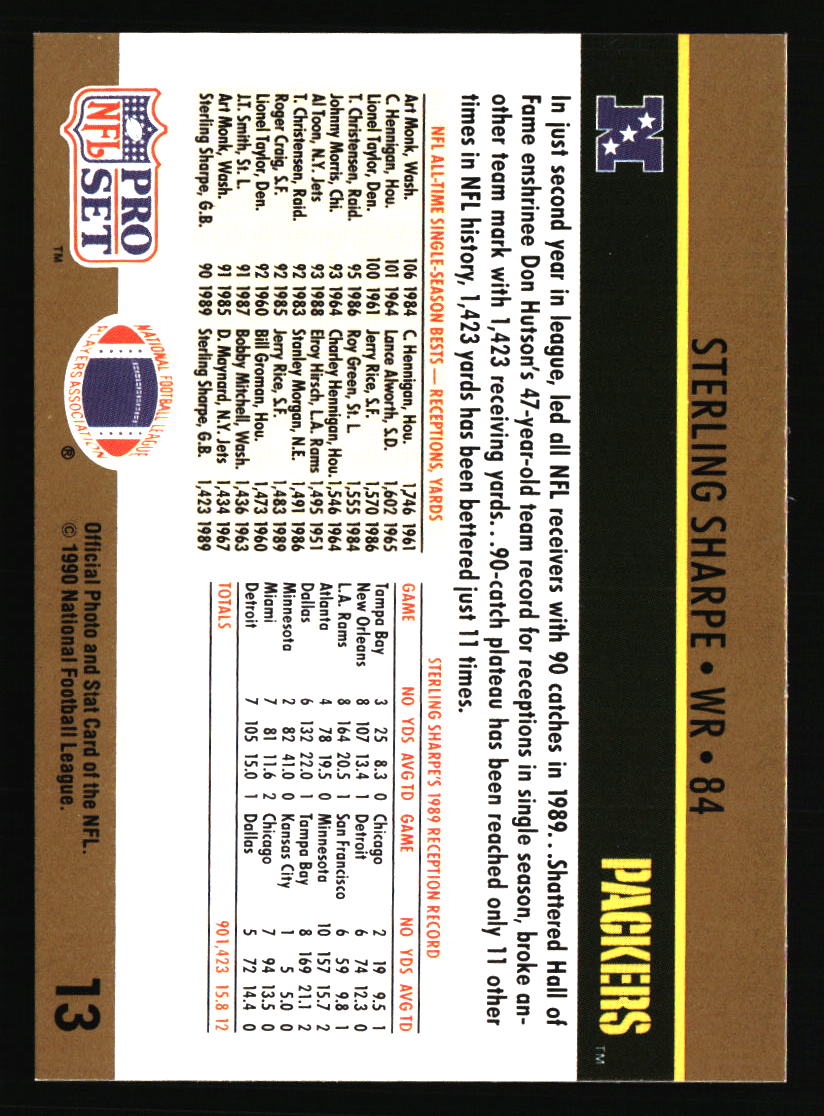 STERLING SHARPE • WR • 84
PACKERS
TM
In just second year in league, led all NFL receivers with 90 catches in 1989. . .Shattered Hall of
Fame enshrinee Don Hutson's 47-year-old team record for receptions in single season, broke an-
other team mark with 1,423 receiving yards. . .90-catch plateau has been reached only 11 other
times in NFL history, 1,423 yards has been bettered just 11 times.
NFL ALL-TIME SINGLE-SEASON BESTS — RECEPTIONS, YARDS
Art Monk, Wash. 106 1984 C. Hennigan, Hou. 1,746 1961
C. Hennigan, Hou. 101 1964 Lance Alworth, S.D. 1,602 1965
Lionel Taylor, Den. 100 1961 Jerry Rice, S.F. 1,570 1986
T. Christensen, Raid. 95 1986 Roy Green, St. L. 1,555 1984
Johnny Morris, Chi. 93 1964 Charley Hennigan, Hou. 1,546 1964
Al Toon, N.Y. Jets 93 1988 Elroy Hirsch, L.A. Rams 1,495 1951
T. Christensen, Raid. 92 1983 Stanley Morgan, N.E. 1,491 1986
Roger Craig, S.F. 92 1985 Jerry Rice, S.F. 1,483 1989
Lionel Taylor, Den. 92 1960 Bill Groman, Hou. 1,473 1960
J.T. Smith, St. L. 91 1987 Bobby Mitchell, Wash. 1,436 1963
Art Monk, Wash. 91 1985 D. Maynard, N.Y. Jets 1,434 1967
Sterling Sharpe, G.B. 90 1989 Sterling Sharpe, G.B. 1,423 1989
STERLING SHARPE'S 1989 RECEPTION RECORD
GAME NO YDS AVG TD GAME NO YDS AVG TD
Tampa Bay 3 25 8.3 0 Chicago 2 19 9.5 1
New Orleans 8 107 13.4 1 Detroit 6 74 12.3 0
L.A. Rams 8 164 20.5 1 San Francisco 6 59 9.8 1
Atlanta 4 78 19.5 0 Minnesota 10 157 15.7 2
Dallas 6 132 22.0 1 Tampa Bay 8 169 21.1 2
Minnesota 2 82 41.0 0 Kansas City 1 5 5.0 0
Miami 7 81 11.6 2 Chicago 7 94 13.5 0
Detroit 7 105 15.0 1 Dallas 5 72 14.4 0
TOTALS 90 1,423 15.8 12
PRO
NFL SET
TM
NATIONAL FOOTBALL LEAGUE
PLAYERS ASSOCIATION
®
Official Photo and Stat Card of the NFL.
© 1990 National Football League.
13